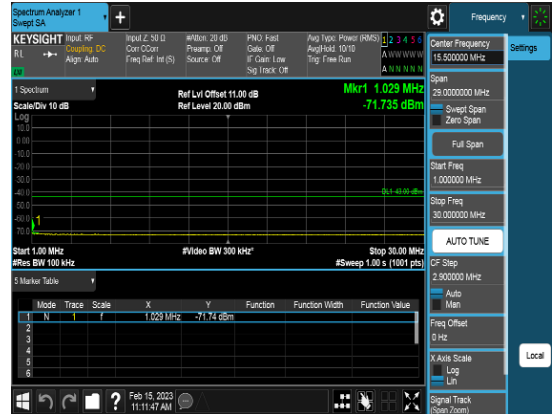 Spectrum Analyzer 1
Swept SA
Frequency
KEYSIGHT
RL
Input: RF
Coupling: DC
Align: Auto
Input Z: 50 Ω
Corr CCorr
Freq Ref: Int (S)
#Atten: 20 dB
Preamp: Off
Source: Off
PNO: Fast
Gate: Off
IF Gain: Low
Sig Track: Off
Avg Type: Power (RMS)
Avg|Hold: 10/10
Trig: Free Run
1 2 3 4 5 6
A W W W W W
A N N N N N
LXI
1 Spectrum
Scale/Div 10 dB
Log
Ref Lvl Offset 11.00 dB
Ref Level 20.00 dBm
Mkr1 1.029 MHz
-71.735 dBm
10.0
0.00
-10.0
-20.0
-30.0
-40.0
-50.0
-60.0
-70.0
DL1 -43.00 dBm
1
Start 1.00 MHz
#Res BW 100 kHz
#Video BW 300 kHz*
Stop 30.00 MHz
#Sweep 1.00 s (1001 pts)
5 Marker Table
Mode Trace Scale X Y Function Function Width Function Value
1 N 1 f 1.029 MHz -71.74 dBm
2
3
4
5
6
Feb 15, 2023
11:11:47 AM
Center Frequency
15.500000 MHz
Settings
Span
29.0000000 MHz
Swept Span
Zero Span
Full Span
Start Freq
1.000000 MHz
Stop Freq
30.000000 MHz
AUTO TUNE
CF Step
2.900000 MHz
Auto
Man
Freq Offset
0 Hz
X Axis Scale
Log
Lin
Local
Signal Track
(Span Zoom)